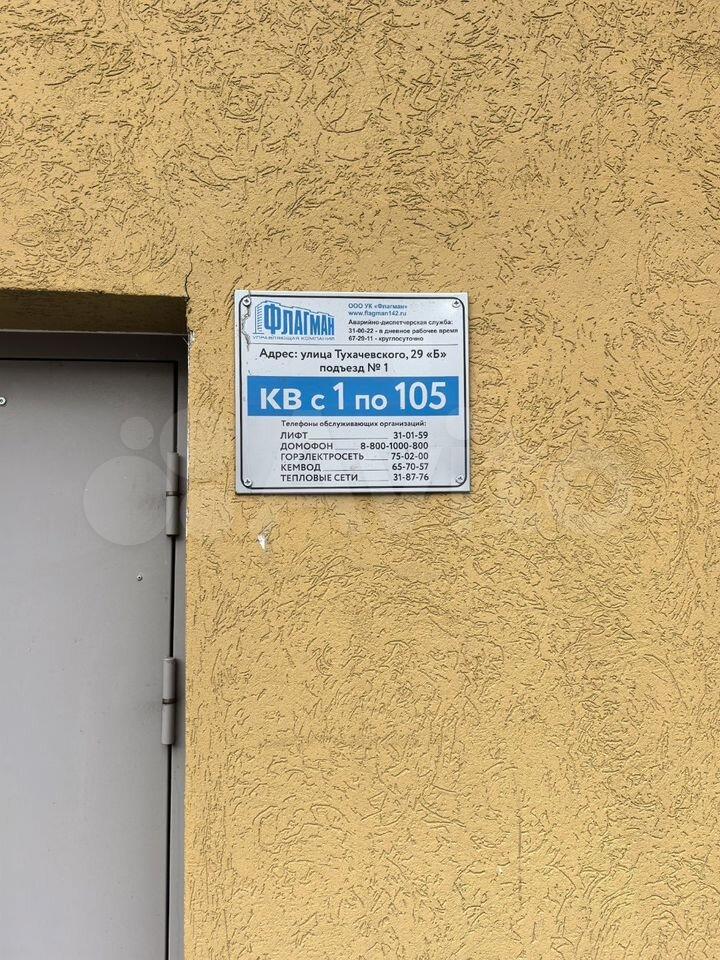 ФЛАГМАН
УПРАВЛЯЮЩАЯ КОМПАНИЯ
ООО УК «Флагман»
www.flagman142.ru
Аварийно-диспетчерская служба:
31-00-22 - в дневное рабочее время
67-29-11 - круглосуточно
Адрес: улица Тухачевского, 29 «Б»
подъезд № 1
КВ с 1 по 105
Телефоны обслуживающих организаций:
ЛИФТ 31-01-59
ДОМОФОН 8-800-1000-800
ГОРЭЛЕКТРОСЕТЬ 75-02-00
КЕМВОД 65-70-57
ТЕПЛОВЫЕ СЕТИ 31-87-76
Avito